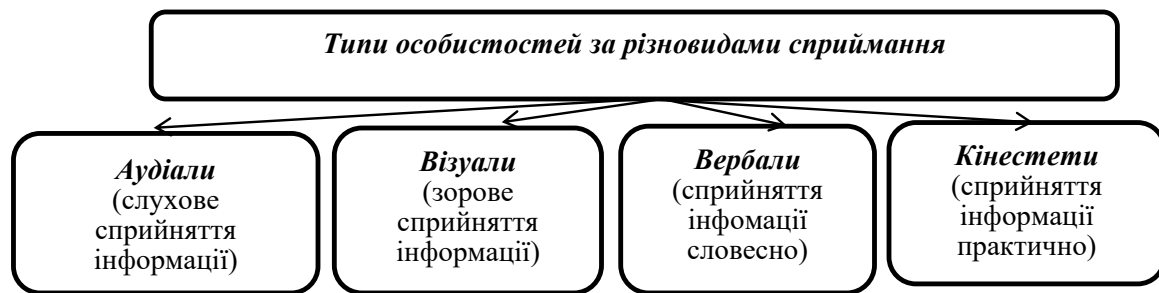 Типи особистостей за різновидами сприймання
Аудіали
(слухове
сприйняття
інформації)
Візуали
(зорове
сприйняття
інформації)
Вербали
(сприйняття
інфомації
словесно)
Кінестети
(сприйняття
інформації
практично)